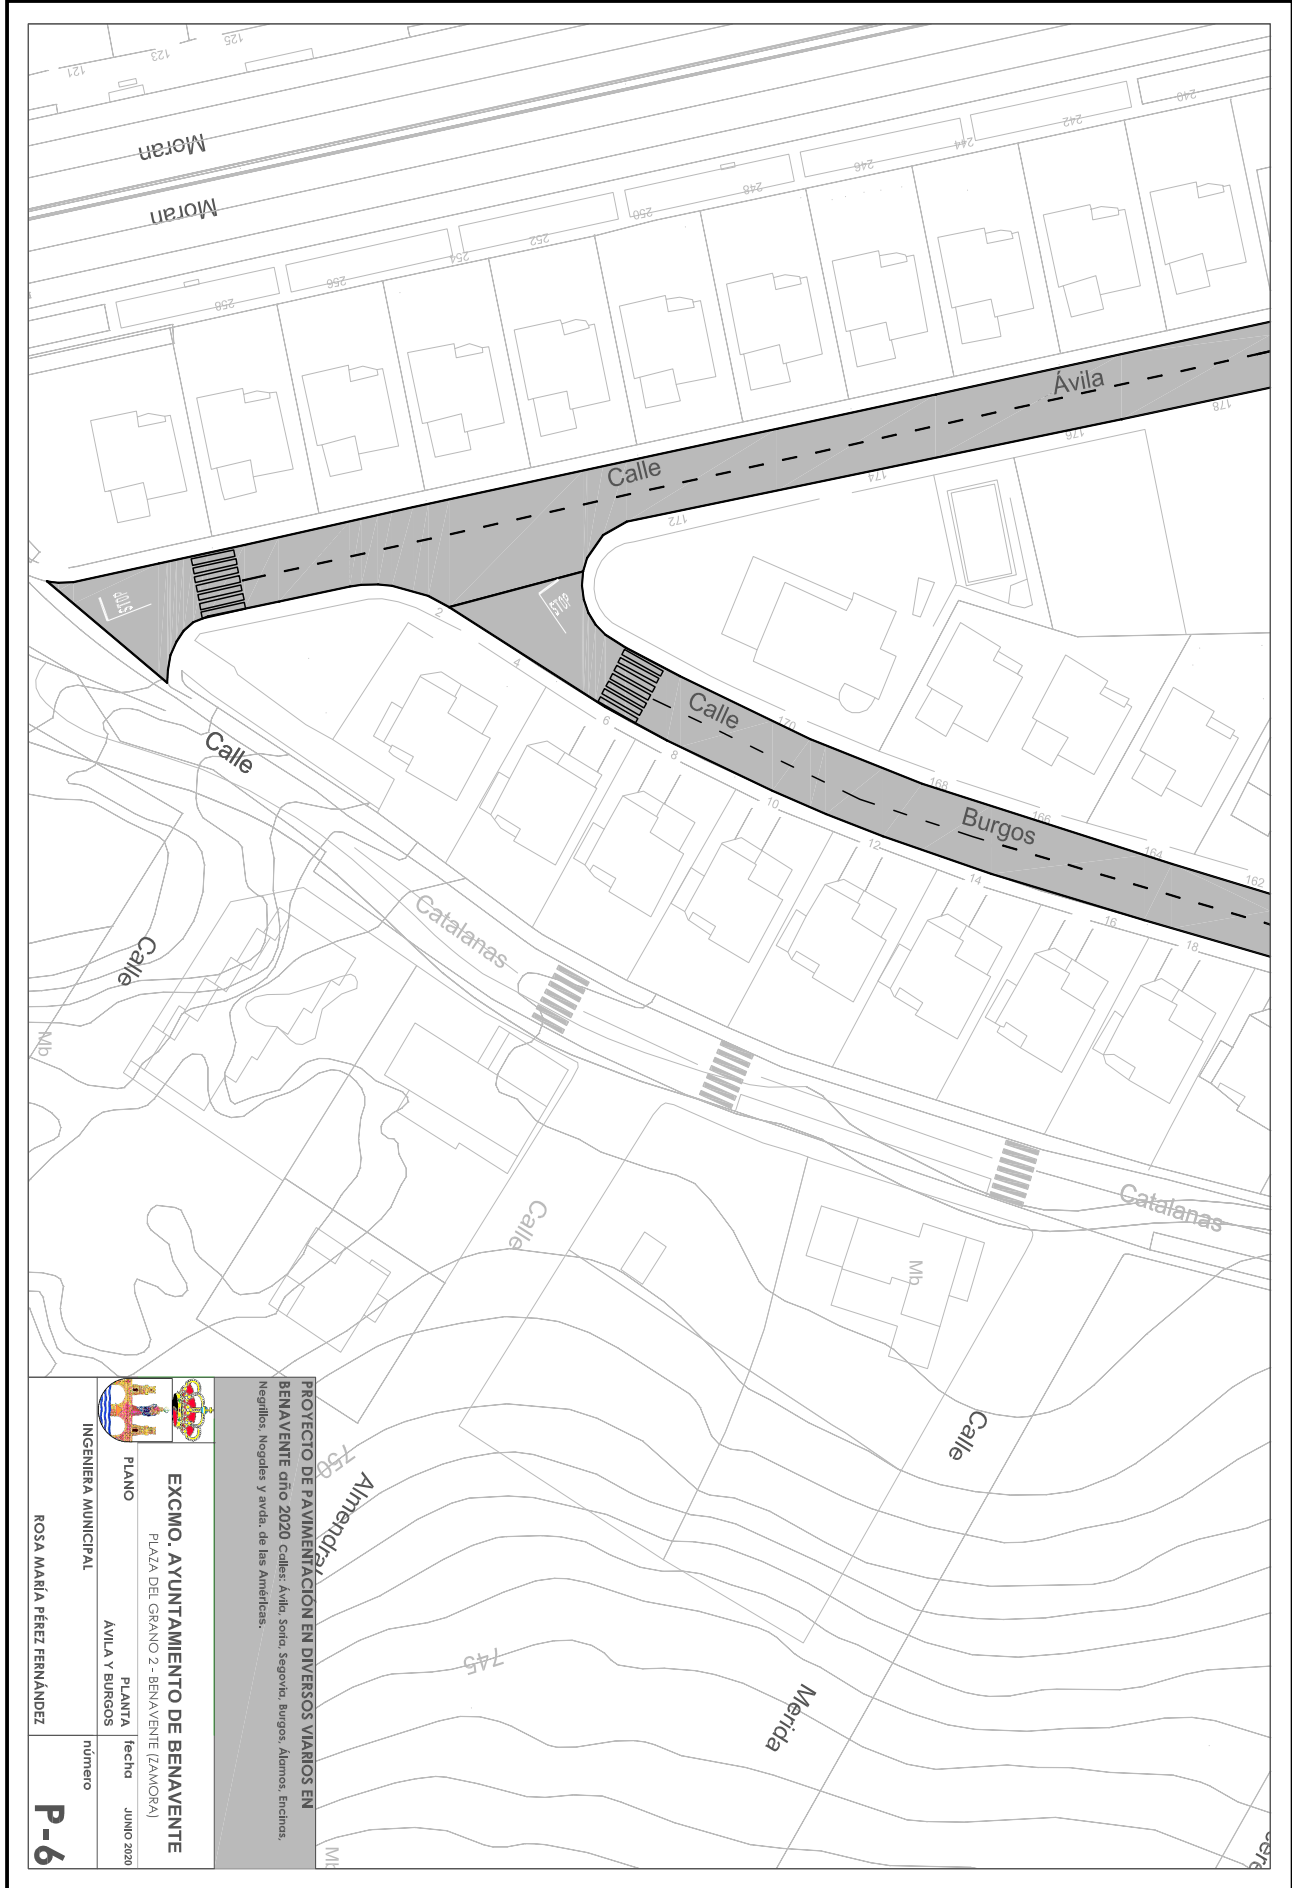 121
123
125
Moran
Moran
240
242
244
246
248
250
252
254
256
258
Calle Ávila
178
176
174
172
STOP
STOP
2
4
6
8
10
12
14
16
18
170
168
166
164
162
Calle Burgos
Calle
Catalanas
Calle
Mb
Catalanas
Calle
Mb
Calle
750
745
Merida
Mb
PROYECTO DE PAVIMENTACIÓN EN DIVERSOS VIARIOS EN
BENAVENTE año 2020 Calles: Ávila, Soria, Segovia, Burgos, Álamos, Encinas,
Negrillos, Nogales y avda. de las Américas.
EXCMO. AYUNTAMIENTO DE BENAVENTE
PLAZA DEL GRANO 2 - BENAVENTE (ZAMORA)
PLANO
PLANTA
ÁVILA Y BURGOS
fecha JUNIO 2020
INGENIERA MUNICIPAL
ROSA MARÍA PÉREZ FERNÁNDEZ
número
P-6